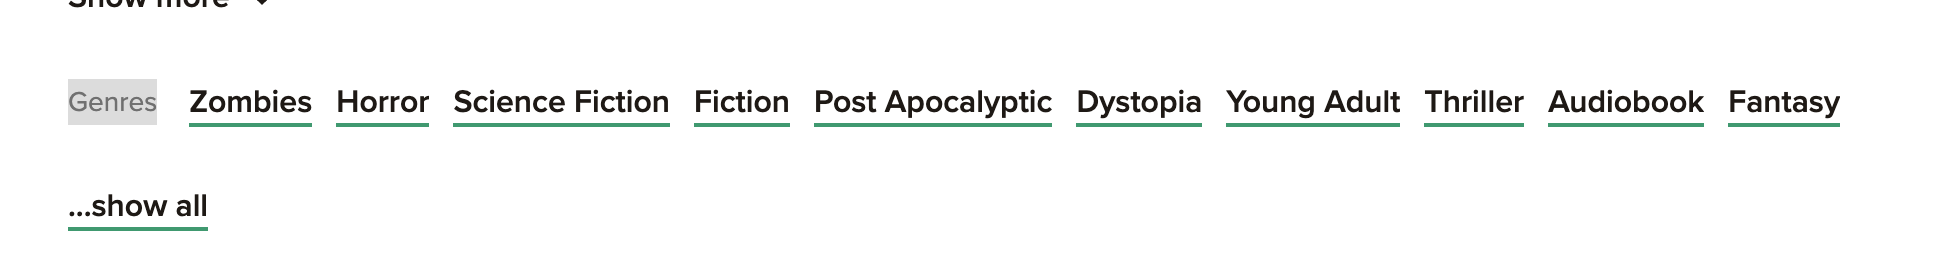 Show more
Genres Zombies Horror Science Fiction Fiction Post Apocalyptic Dystopia Young Adult Thriller Audiobook Fantasy
...show all